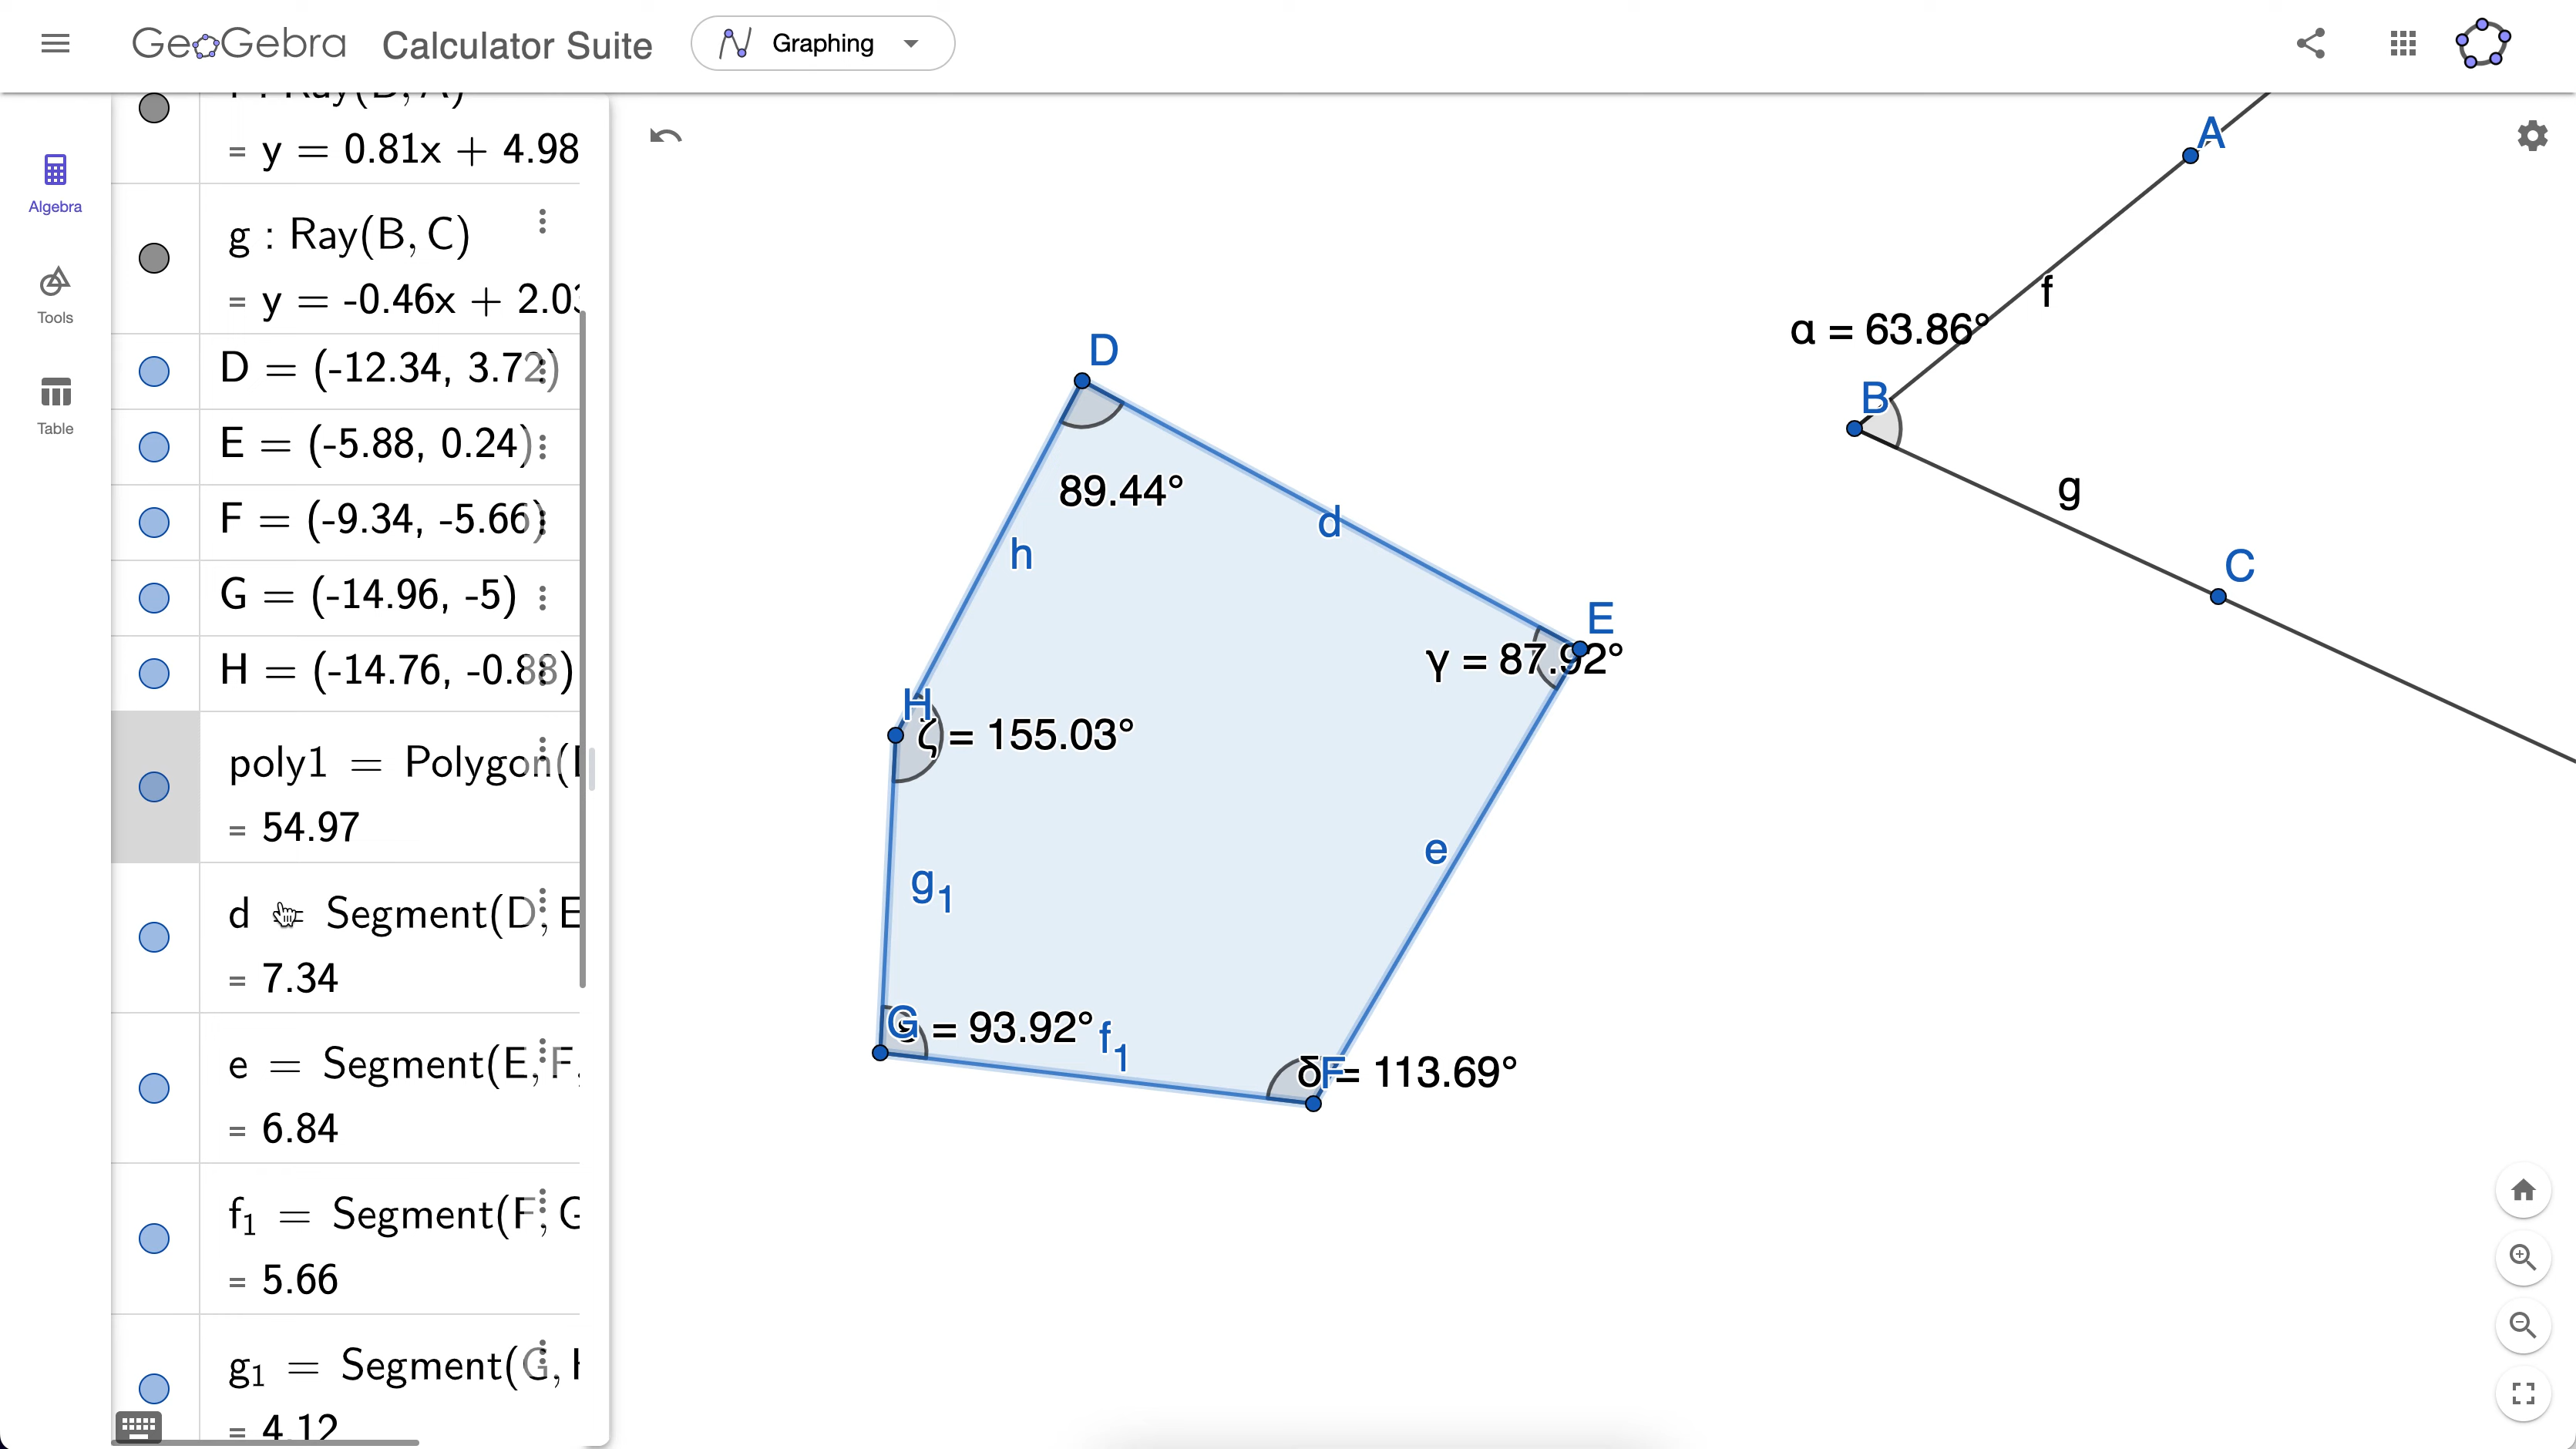 GeoGebra Calculator Suite Graphing
Algebra
Tools
Table
= y = 0.81x + 4.98
g : Ray(B, C)
= y = -0.46x + 2.03
D = (-12.34, 3.72)
E = (-5.88, 0.24)
F = (-9.34, -5.66)
G = (-14.96, -5)
H = (-14.76, -0.88)
poly1 = Polygon(
= 54.97
d = Segment(D, E
= 7.34
e = Segment(E, F,
= 6.84
f1 = Segment(F, G
= 5.66
g1 = Segment(G, H
= 4.12
A
f
α = 63.86°
B
g
C
D
89.44°
d
h
E
γ = 87.92°
H
ζ = 155.03°
e
g1
G = 93.92°
f1
δ F = 113.69°